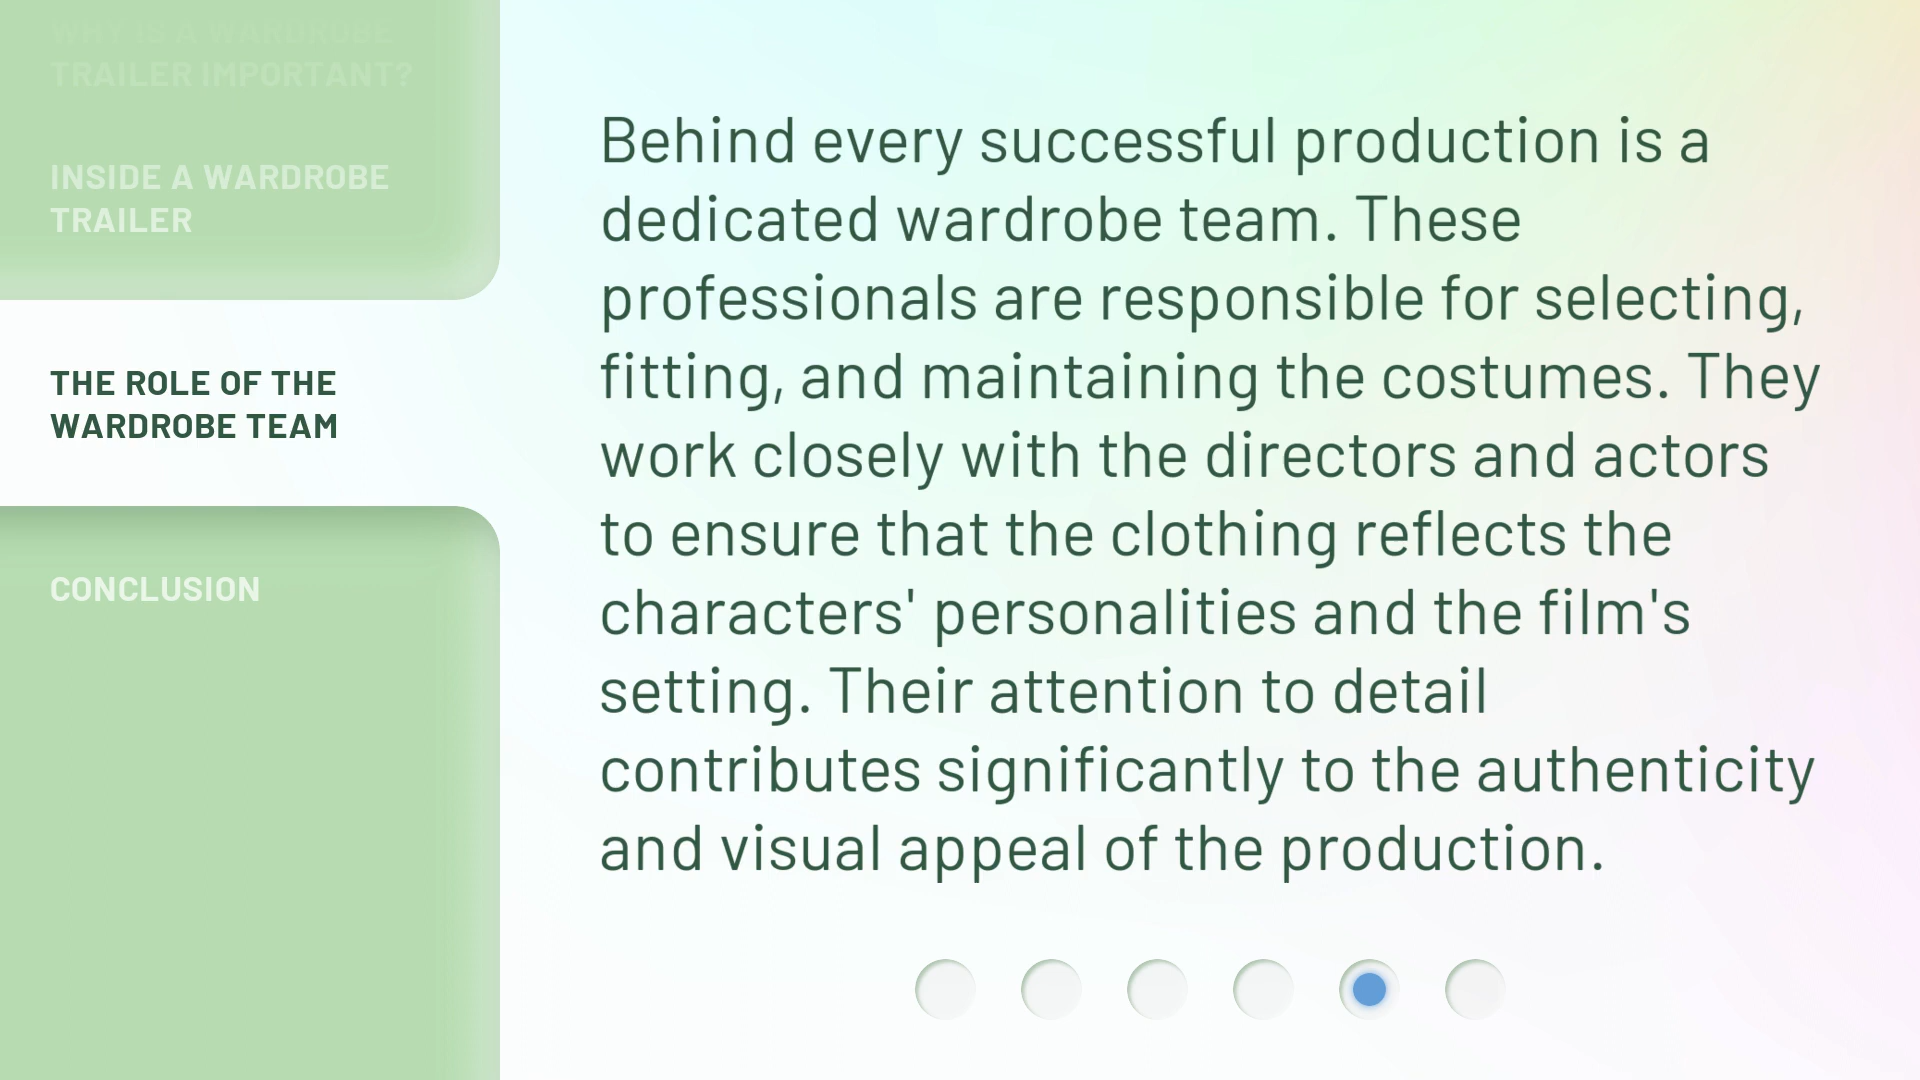 WHY IS A WARDROBE
TRAILER IMPORTANT?
INSIDE A WARDROBE
TRAILER
THE ROLE OF THE
WARDROBE TEAM
CONCLUSION
Behind every successful production is a
dedicated wardrobe team. These
professionals are responsible for selecting,
fitting, and maintaining the costumes. They
work closely with the directors and actors
to ensure that the clothing reflects the
characters' personalities and the film's
setting. Their attention to detail
contributes significantly to the authenticity
and visual appeal of the production.